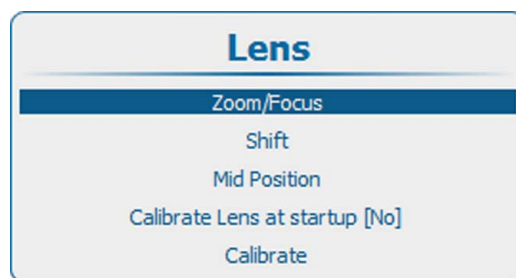 Lens
Zoom/Focus
Shift
Mid Position
Calibrate Lens at startup [No]
Calibrate